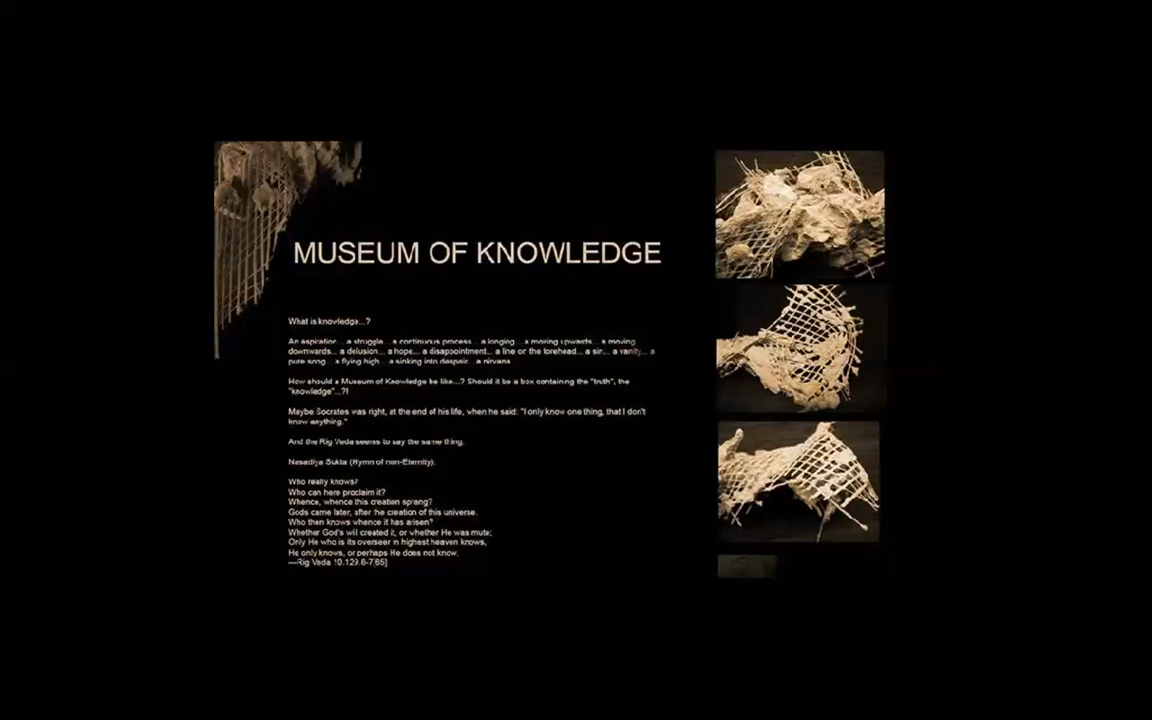 MUSEUM OF KNOWLEDGE
What is knowledge...?
An aspiration... a struggle... a continuous process... a longing... a moving upwards... a moving
downwards... a delusion... a hope... a disappointment... a line on the forehead... a sin... a vanity... a
pure song... a flying high... a sinking into despair... a nirvana
How should a Museum of Knowledge be like...? Should it be a box containing the "truth", the
"knowledge"...?!
Maybe Socrates was right, at the end of his life, when he said: "I only know one thing, that I don't
know anything."
And the Rig Veda seems to say the same thing.
Nasadiya Sukta (Hymn of non-Eternity).
Who really knows?
Who can here proclaim it?
Whence, whence this creation sprang?
Gods came later, after the creation of this universe.
Who then knows whence it has arisen?
Whether God's will created it, or whether He was mute;
Only He who is its overseer in highest heaven knows,
He only knows, or perhaps He does not know.
—Rig Veda 10.129.6-7[65]